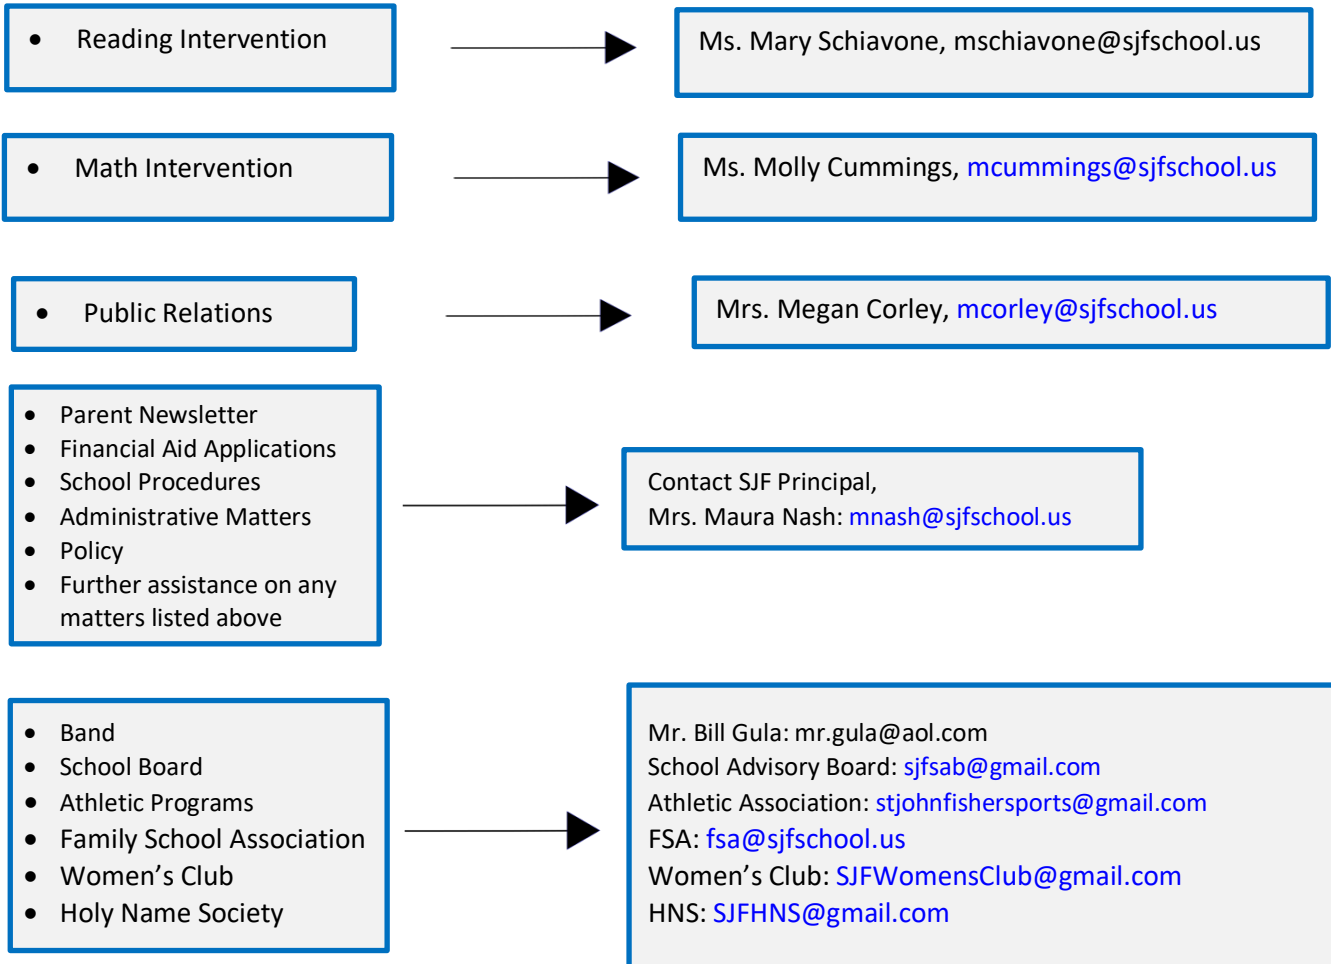 • Reading Intervention
Ms. Mary Schiavone, mschiavone@sjfschool.us
• Math Intervention
Ms. Molly Cummings, mcummings@sjfschool.us
• Public Relations
Mrs. Megan Corley, mcorley@sjfschool.us
• Parent Newsletter
• Financial Aid Applications
• School Procedures
• Administrative Matters
• Policy
• Further assistance on any
matters listed above
Contact SJF Principal,
Mrs. Maura Nash: mnash@sjfschool.us
• Band
• School Board
• Athletic Programs
• Family School Association
• Women’s Club
• Holy Name Society
Mr. Bill Gula: mr.gula@aol.com
School Advisory Board: sjfsab@gmail.com
Athletic Association: stjohnfishersports@gmail.com
FSA: fsa@sjfschool.us
Women’s Club: SJFWomensClub@gmail.com
HNS: SJFHNS@gmail.com